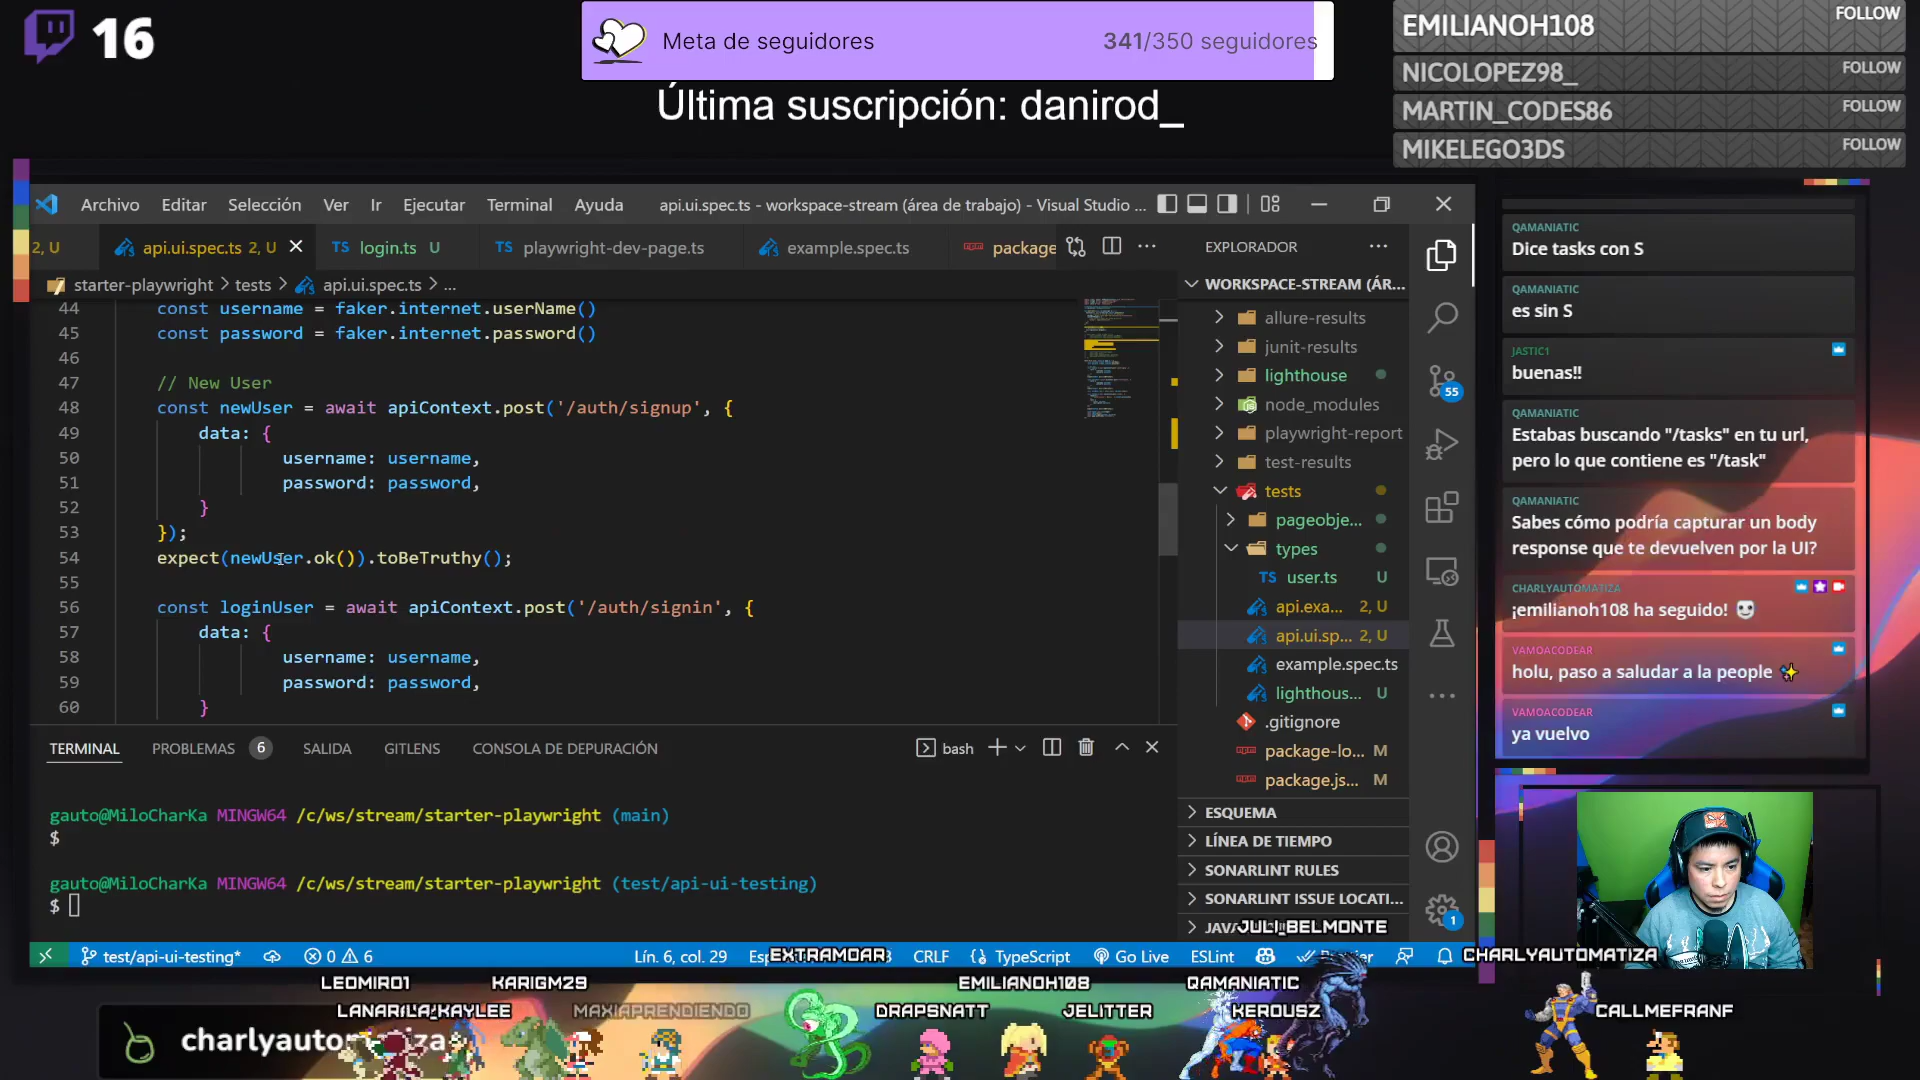 16
Meta de seguidores
341/350 seguidores
Última suscripción: danirod_
EMILIANOH108 FOLLOW
NICOLOPEZ98_ FOLLOW
MARTIN_CODES86 FOLLOW
MIKELEGO3DS FOLLOW
Archivo Editar Selección Ver Ir Ejecutar Terminal Ayuda api.ui.spec.ts - workspace-stream (área de trabajo) - Visual Studio ...
2, U api.ui.spec.ts 2, U login.ts U playwright-dev-page.ts example.spec.ts package
starter-playwright > tests > api.ui.spec.ts > ...
44 const username = faker.internet.userName()
45 const password = faker.internet.password()
46
47 // New User
48 const newUser = await apiContext.post('/auth/signup', {
49 data: {
50 username: username,
51 password: password,
52 }
53 });
54 expect(newUser.ok()).toBeTruthy();
55
56 const loginUser = await apiContext.post('/auth/signin', {
57 data: {
58 username: username,
59 password: password,
60 }
EXPLORADOR
WORKSPACE-STREAM (ÁR...
allure-results
junit-results
lighthouse
node_modules
playwright-report
test-results
tests
pageobje...
types
user.ts U
api.exa... 2, U
api.ui.sp... 2, U
example.spec.ts
lighthous... U
.gitignore
package-lo... M
package.js... M
ESQUEMA
LÍNEA DE TIEMPO
SONARLINT RULES
SONARLINT ISSUE LOCATI...
55
1
TERMINAL PROBLEMAS 6 SALIDA GITLENS CONSOLA DE DEPURACIÓN bash
gauto@MiloCharKa MINGW64 /c/ws/stream/starter-playwright (main)
$
gauto@MiloCharKa MINGW64 /c/ws/stream/starter-playwright (test/api-ui-testing)
$
test/api-ui-testing* 0 6 Lín. 6, col. 29 CRLF TypeScript Go Live ESLint
QAMANIATIC
Dice tasks con S
QAMANIATIC
es sin S
JASTIC1
buenas!!
QAMANIATIC
Estabas buscando "/tasks" en tu url,
pero lo que contiene es "/task"
QAMANIATIC
Sabes cómo podría capturar un body
response que te devuelven por la UI?
CHARLYAUTOMATIZA
¡emilianoh108 ha seguido!
VAMOACODEAR
holu, paso a saludar a la people
VAMOACODEAR
ya vuelvo
JULI_BELMONTE
EXTRAMOAR
CHARLYAUTOMATIZA
LEOMIRO1
KARIGM29
EMILIANOH108
QAMANIATIC
MAXIAPRENDIENDO
DRAPSNATT
JELITTER
KEROUSZ
CALLMEFRANF